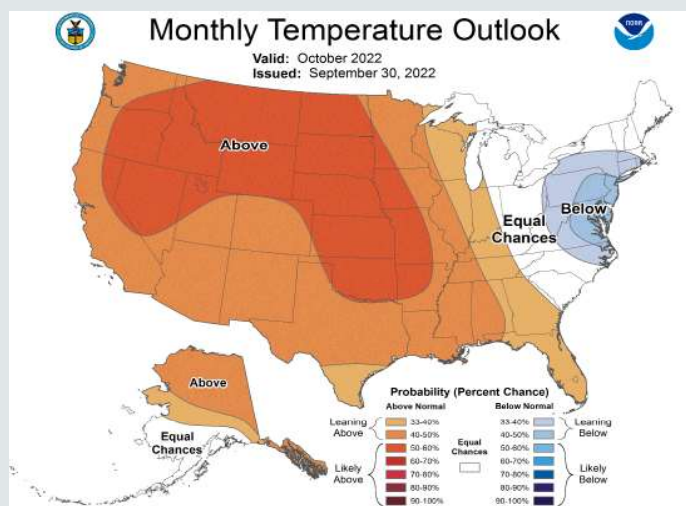 Monthly Temperature Outlook
NOAA
Valid: October 2022
Issued: September 30, 2022
Above
Equal
Chances
Below
Above
Equal
Chances
Probability (Percent Chance)
Above Normal
Below Normal
Leaning
Above
33-40%
40-50%
50-60%
60-70%
70-80%
80-90%
90-100%
Likely
Above
Equal
Chances
33-40%
40-50%
50-60%
60-70%
70-80%
80-90%
90-100%
Leaning
Below
Likely
Below